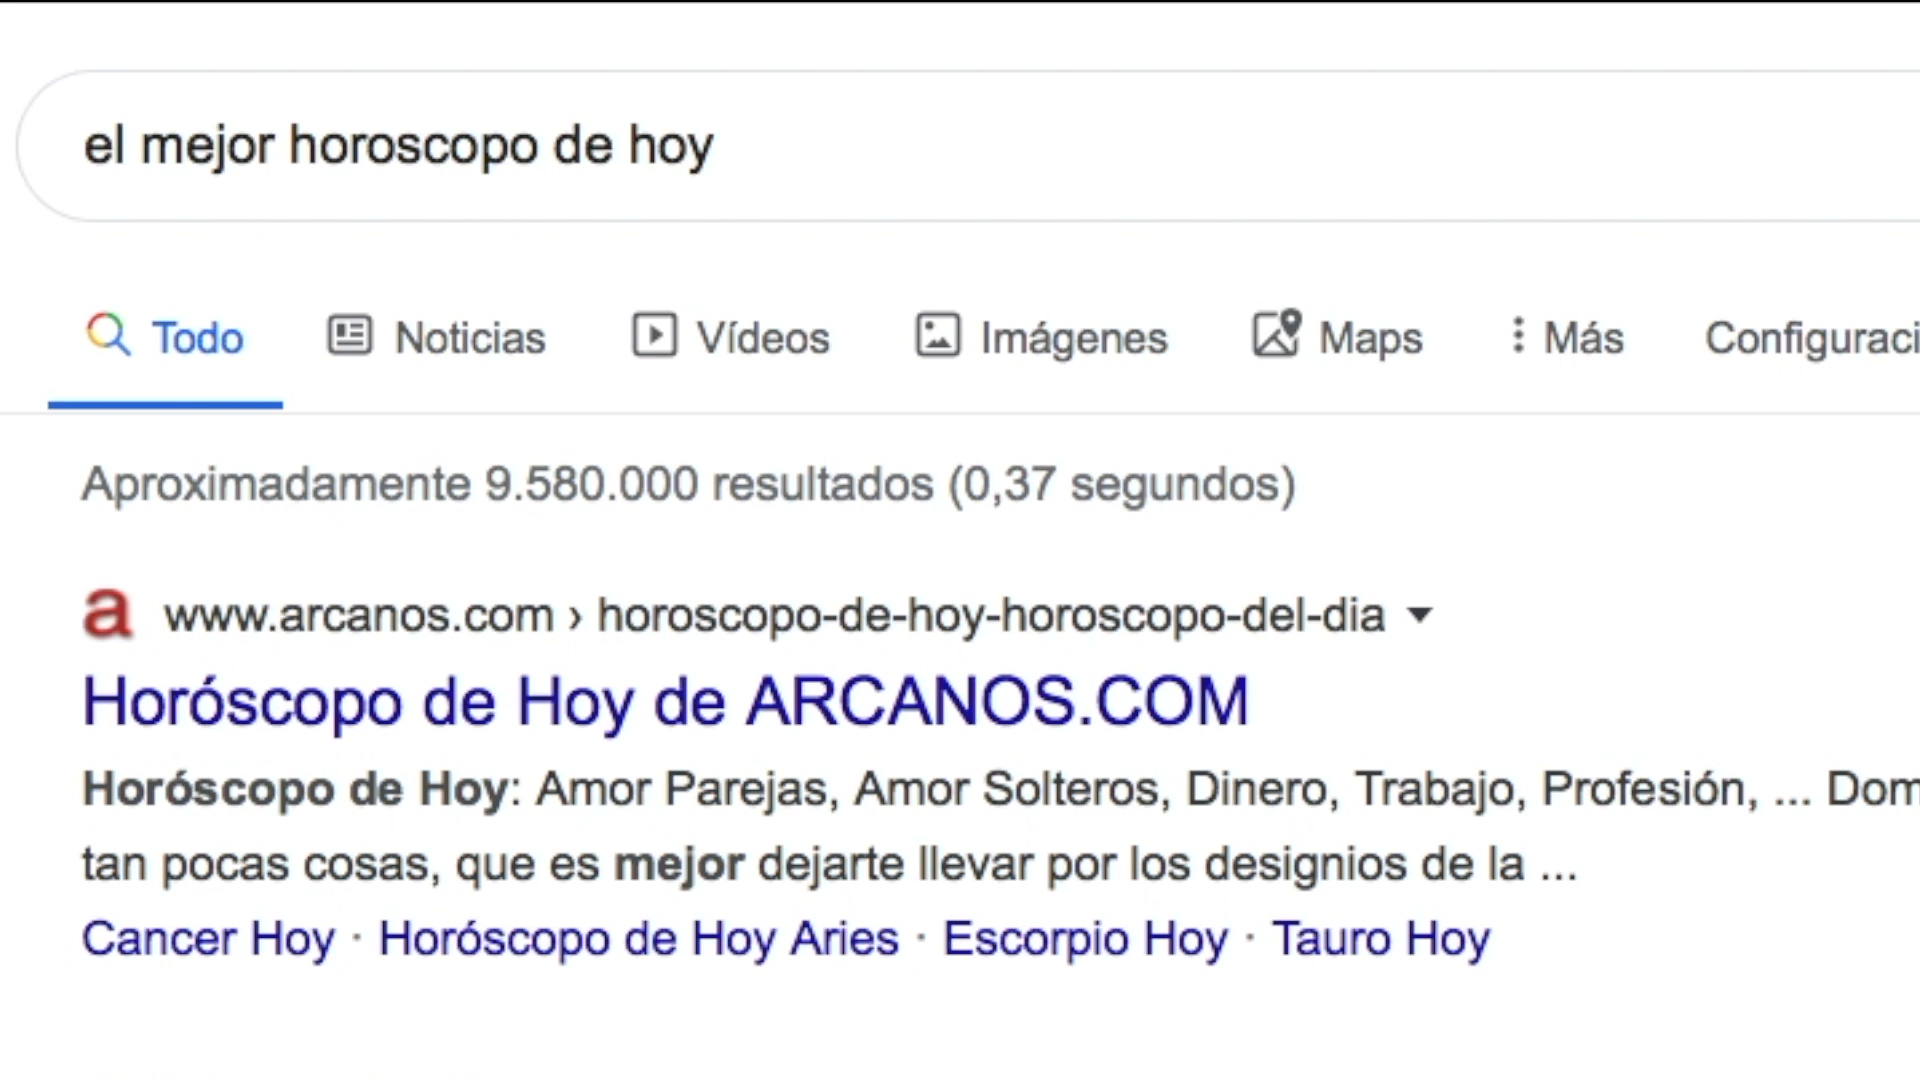 el mejor horoscopo de hoy
Todo Noticias Vídeos Imágenes Maps Más Configuraci
Aproximadamente 9.580.000 resultados (0,37 segundos)
a www.arcanos.com › horoscopo-de-hoy-horoscopo-del-dia
Horóscopo de Hoy de ARCANOS.COM
Horóscopo de Hoy: Amor Parejas, Amor Solteros, Dinero, Trabajo, Profesión, ... Dom
tan pocas cosas, que es mejor dejarte llevar por los designios de la ...
Cancer Hoy · Horóscopo de Hoy Aries · Escorpio Hoy · Tauro Hoy